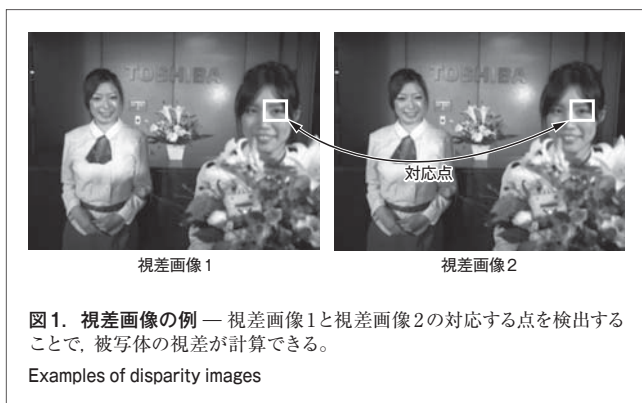 TOSHIBA
TOSHIBA
対応点
視差画像1
視差画像2
図1. 視差画像の例 — 視差画像1と視差画像2の対応する点を検出する
ことで, 被写体の視差が計算できる。
Examples of disparity images